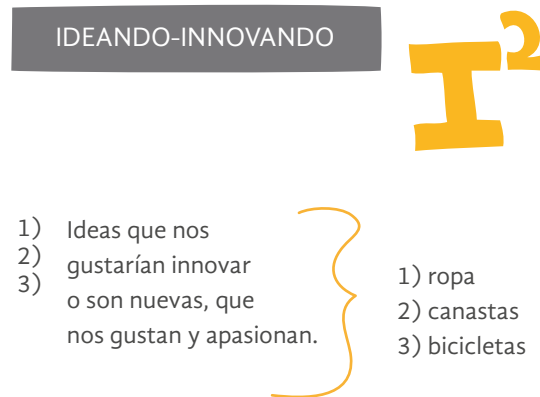 IDEANDO-INNOVANDO
I²
1) Ideas que nos
2) gustarían innovar
3) o son nuevas, que
nos gustan y apasionan.
1) ropa
2) canastas
3) bicicletas